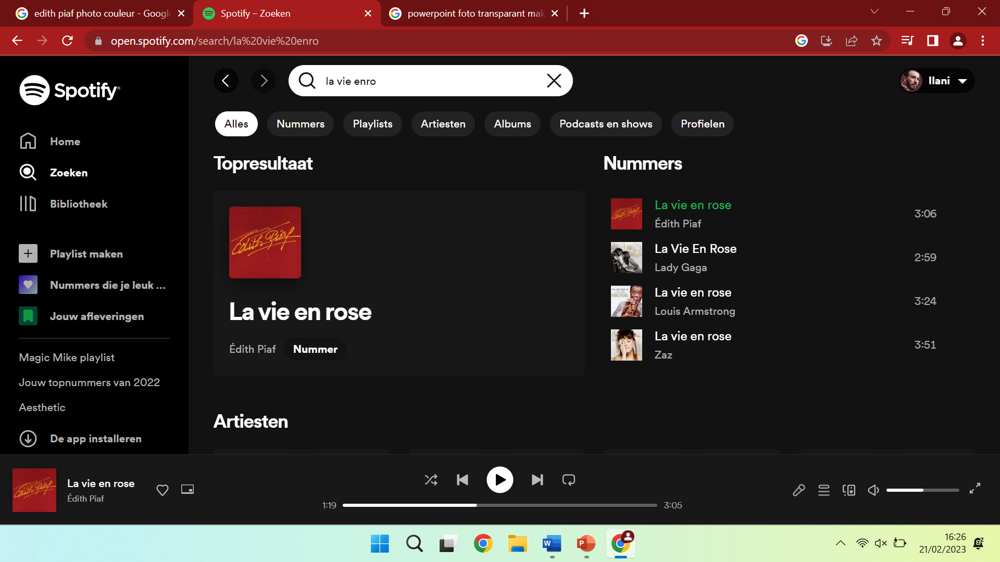 edith piaf photo couleur - Google
Spotify – Zoeken
powerpoint foto transparant mak
open.spotify.com/search/la%20vie%20enro
Spotify
la vie enro
Ilani
Alles
Nummers
Playlists
Artiesten
Albums
Podcasts en shows
Profielen
Home
Zoeken
Bibliotheek
Playlist maken
Nummers die je leuk ...
Jouw afleveringen
Magic Mike playlist
Jouw topnummers van 2022
Aesthetic
De app installeren
Topresultaat
Edith Piaf
La vie en rose
Édith Piaf
Nummer
Nummers
La vie en rose
Édith Piaf
3:06
La Vie En Rose
Lady Gaga
2:59
LOUIS
ARMSTRONG
La vie en rose
Louis Armstrong
3:24
La vie en rose
Zaz
3:51
Artiesten
La vie en rose
Édith Piaf
1:19
3:05
W
P
16:26
21/02/2023